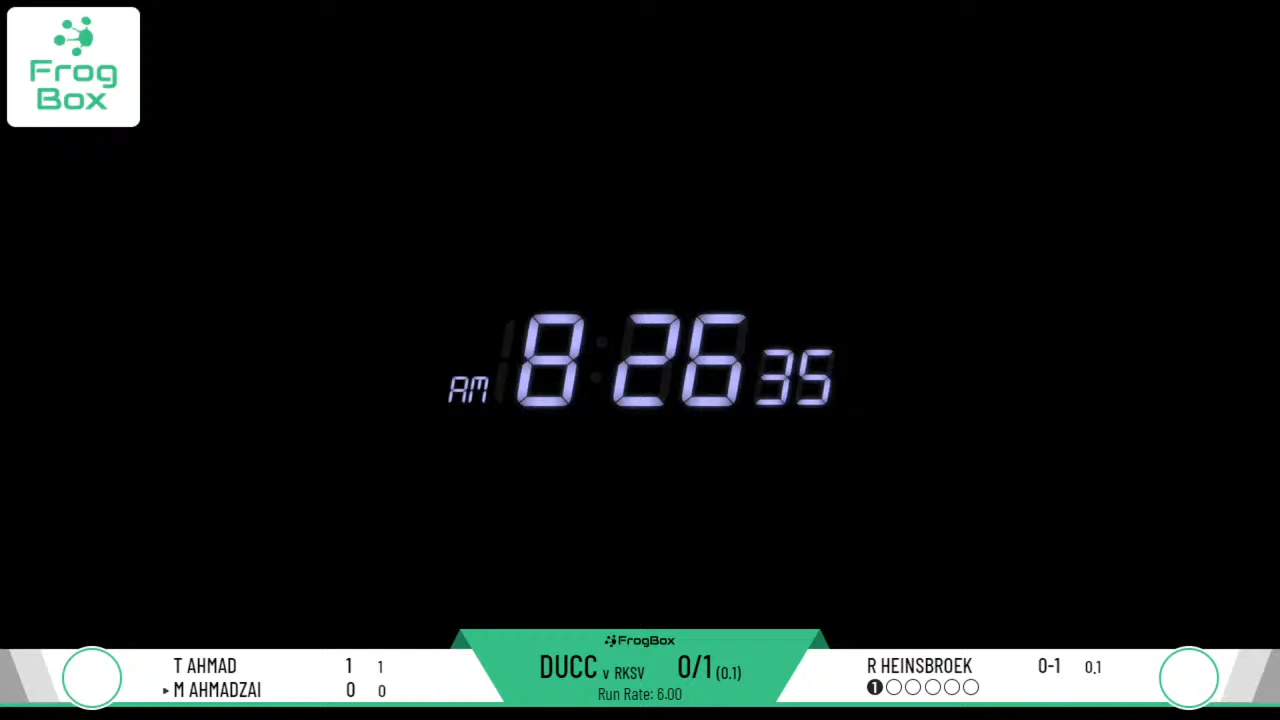 Frog
Box
AM 8:26 35
FrogBox
T AHMAD 1 1
DUCC v RKSV 0/1 (0.1)
R HEINSBROEK 0-1 0.1
▸ M AHMADZAI 0 0
Run Rate: 6.00
1